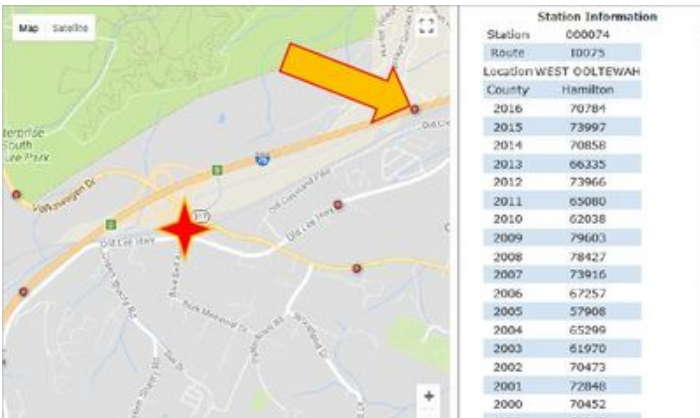 Map Satellite
Volkswagen Dr
Old Lee Hwy
Old Cleveland Pike
Old Lee Hwy
317
75
Station Information
Station 000074
Route I0075
Location WEST OOLTEWAH
County Hamilton
2016 70784
2015 73997
2014 70858
2013 66335
2012 73966
2011 65080
2010 62038
2009 79603
2008 78427
2007 73916
2006 67257
2005 57908
2004 65299
2003 61970
2002 70473
2001 72848
2000 70452